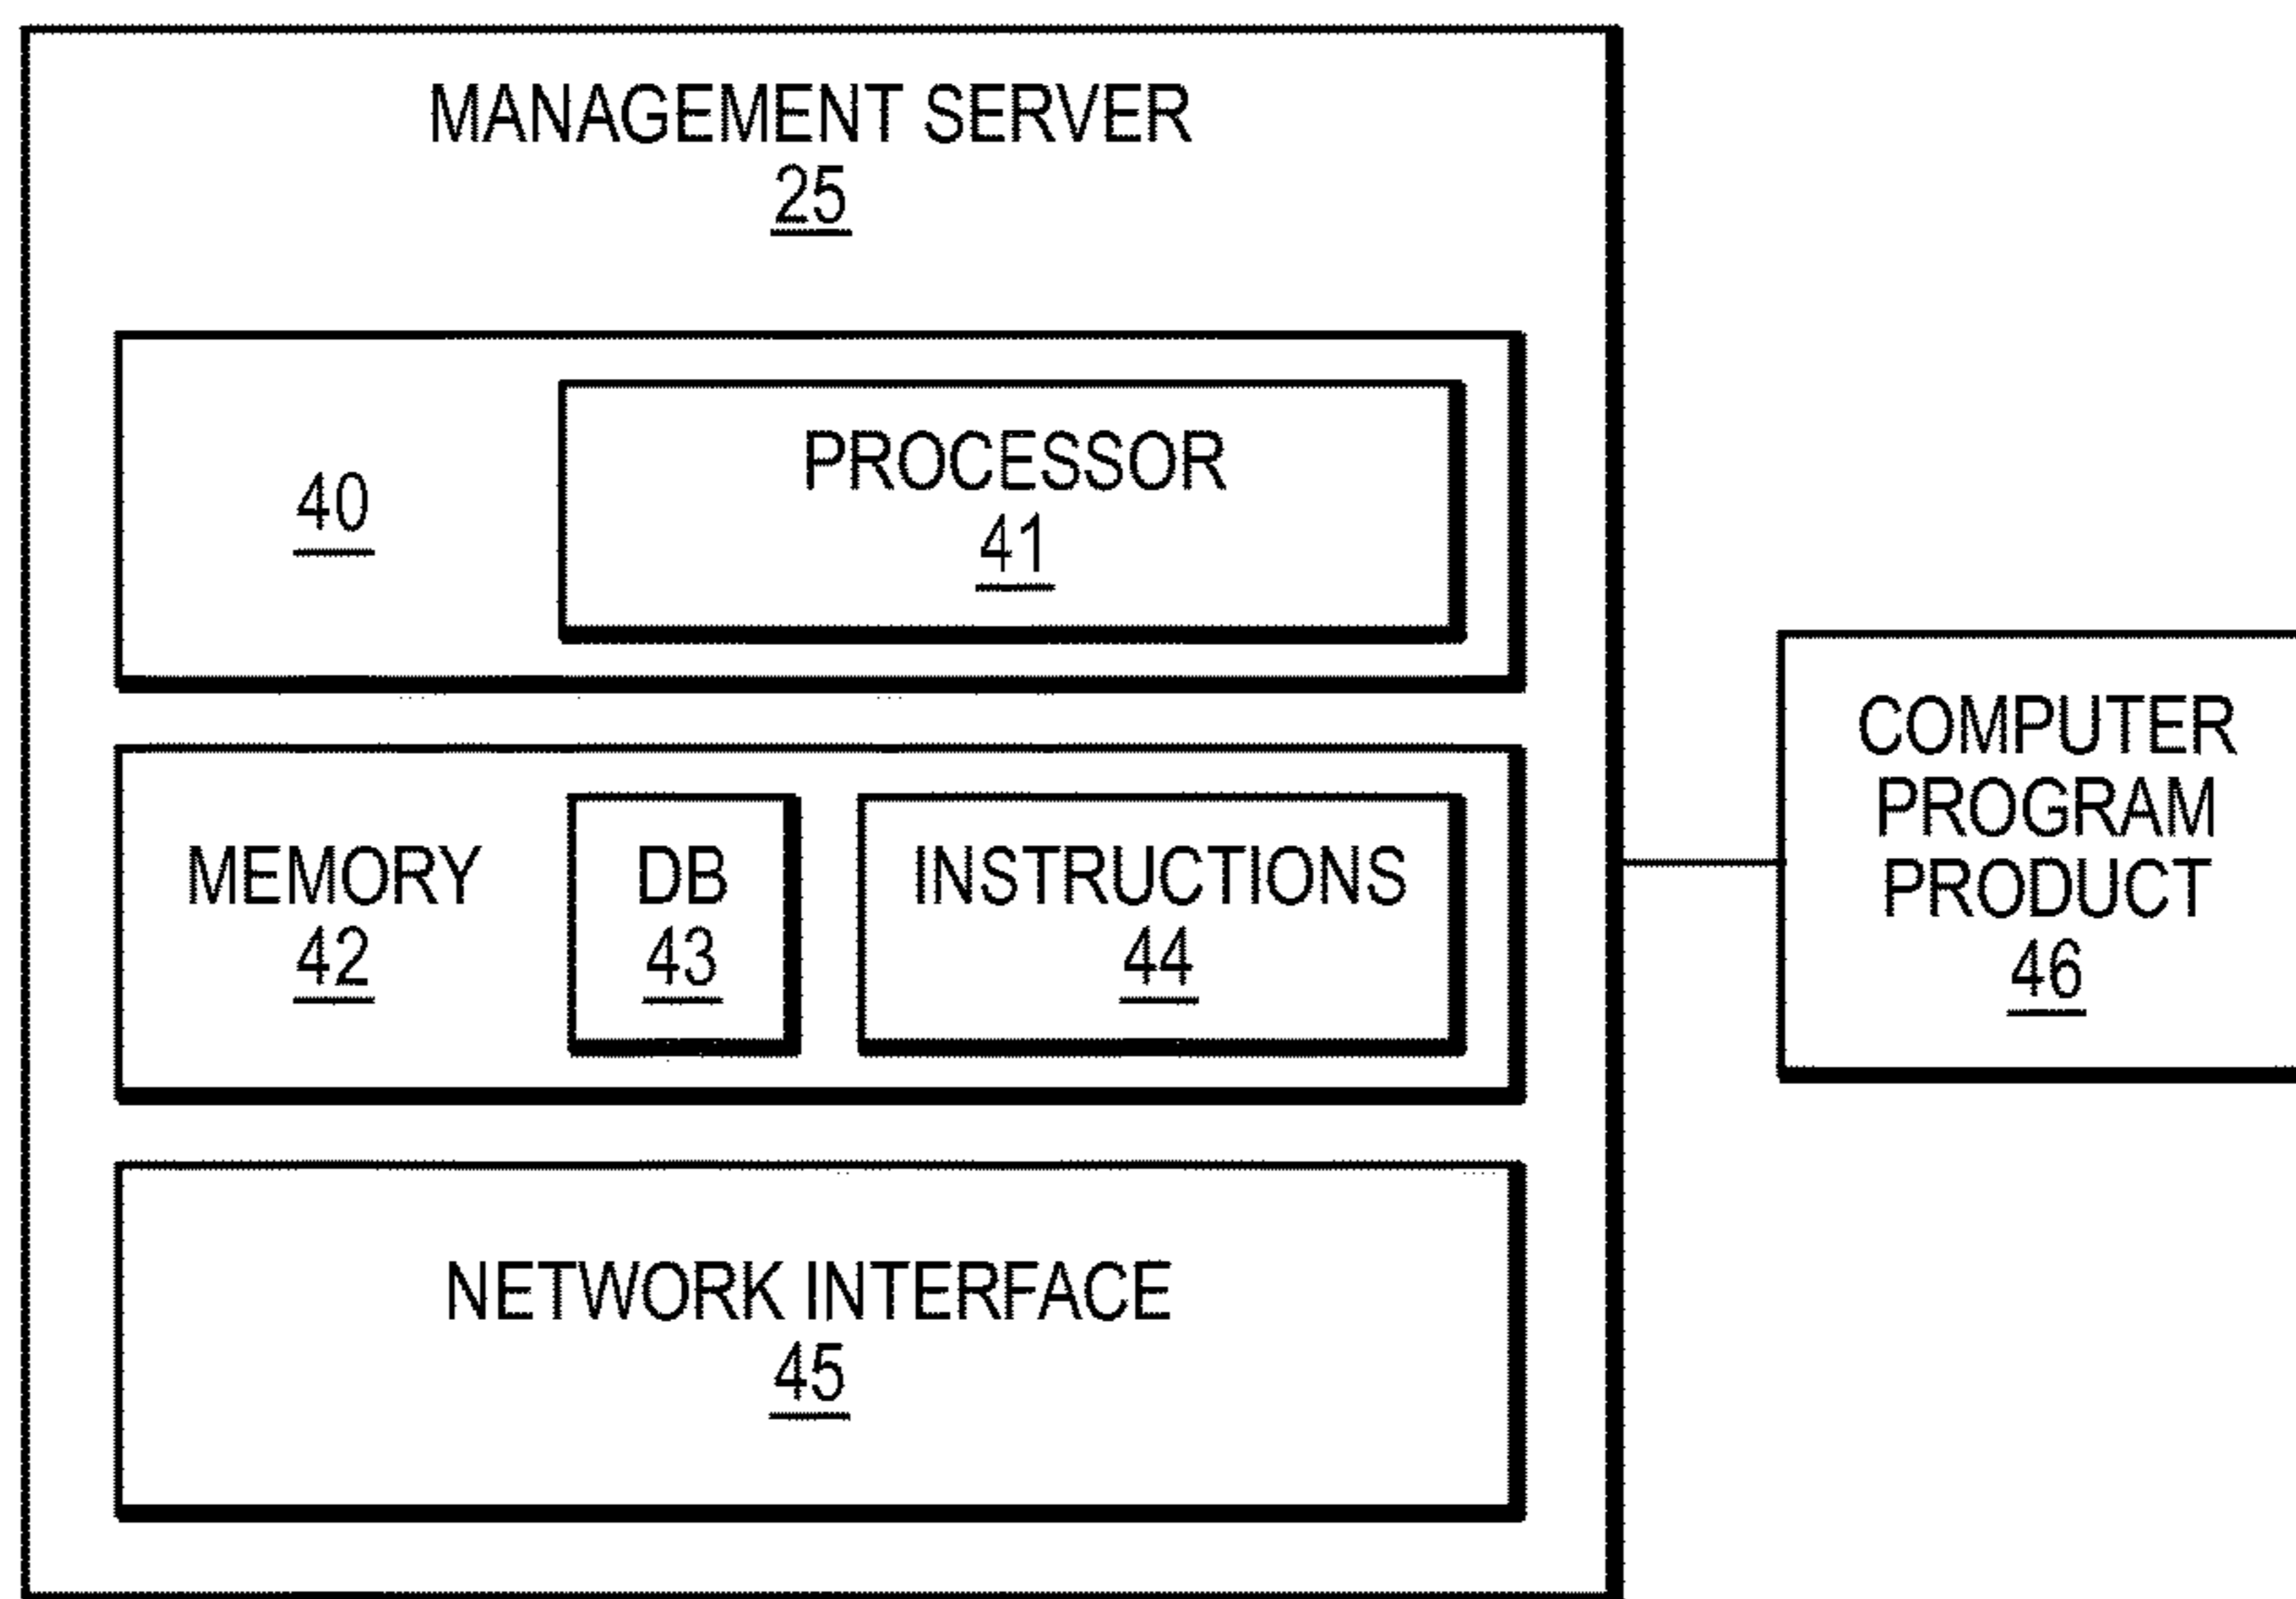 MANAGEMENT SERVER
25
40
PROCESSOR
41
MEMORY
42
DB
43
INSTRUCTIONS
44
NETWORK INTERFACE
45
COMPUTER
PROGRAM
PRODUCT
46